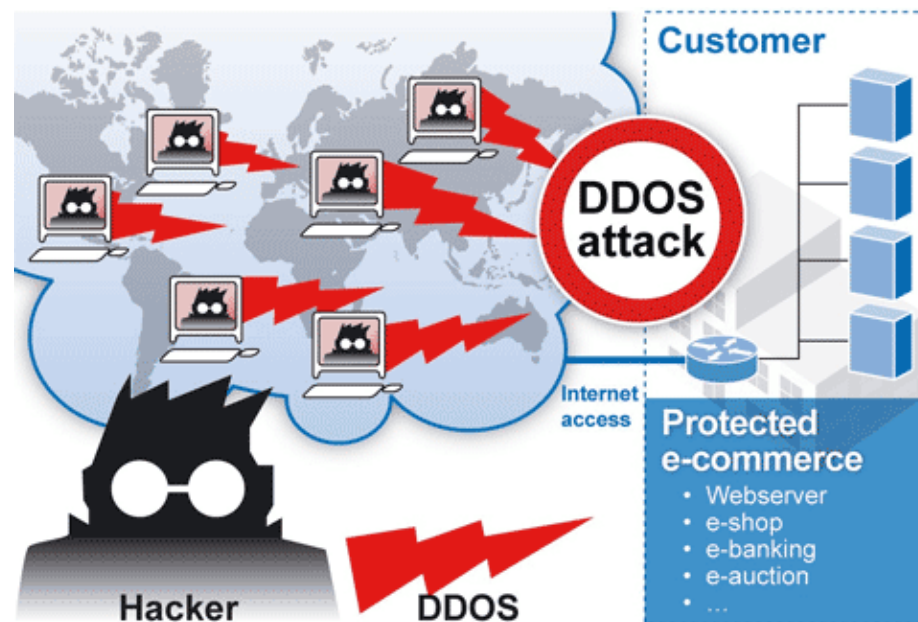 Customer
DDOS
attack
Internet
access
Protected
e-commerce
• Webserver
• e-shop
• e-banking
• e-auction
• ...
Hacker
DDOS